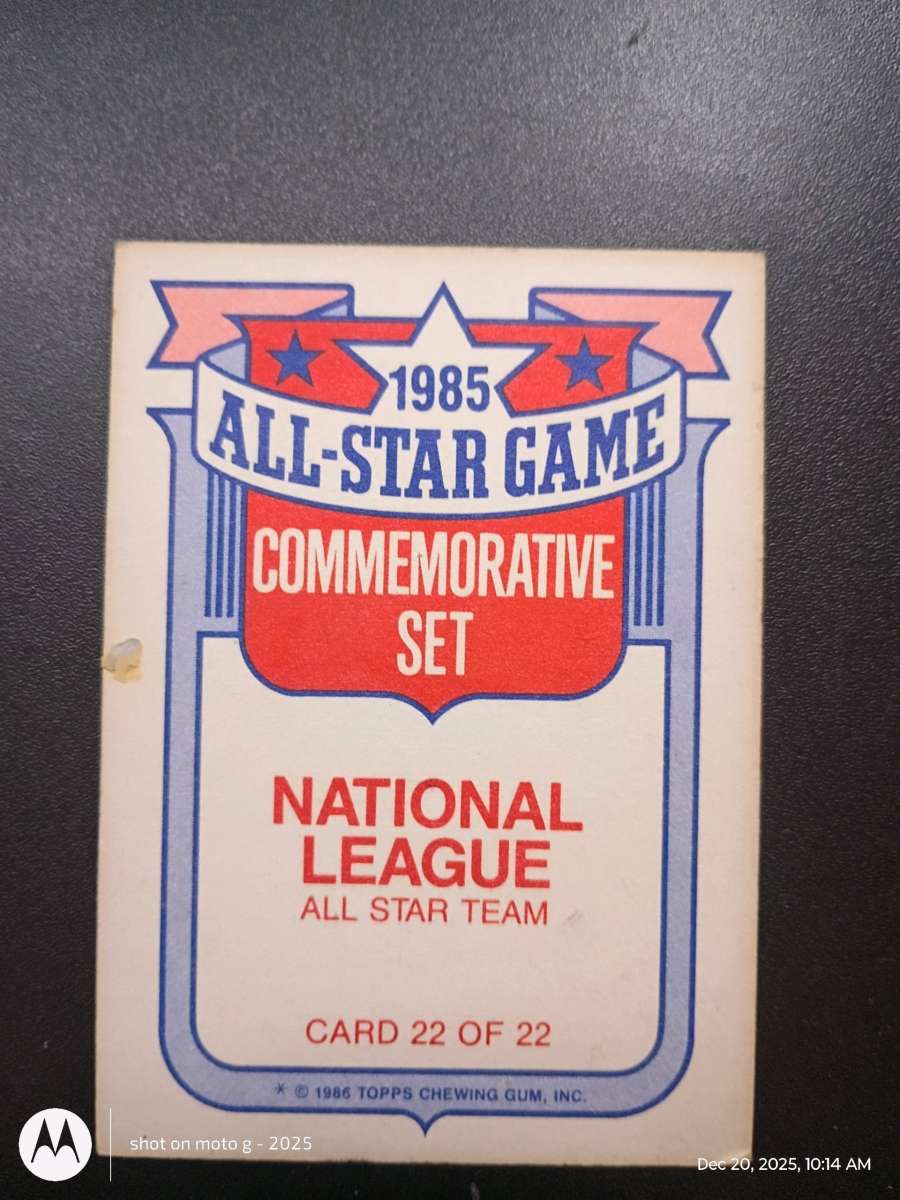 1985
ALL-STAR GAME
COMMEMORATIVE
SET
NATIONAL
LEAGUE
ALL STAR TEAM
CARD 22 OF 22
* © 1986 TOPPS CHEWING GUM, INC.
shot on moto g - 2025
Dec 20, 2025, 10:14 AM